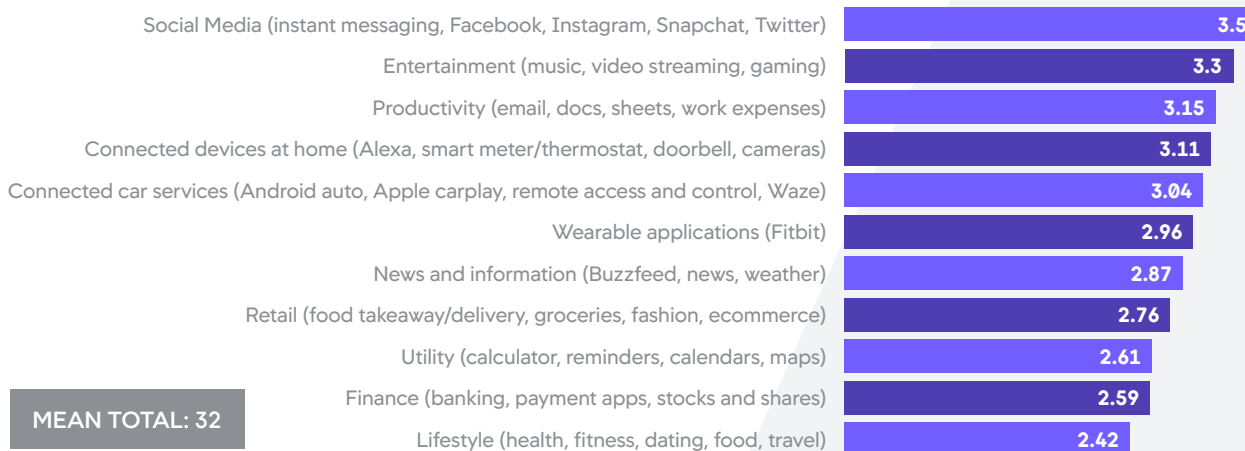 Social Media (instant messaging, Facebook, Instagram, Snapchat, Twitter) 3.5
Entertainment (music, video streaming, gaming) 3.3
Productivity (email, docs, sheets, work expenses) 3.15
Connected devices at home (Alexa, smart meter/thermostat, doorbell, cameras) 3.11
Connected car services (Android auto, Apple carplay, remote access and control, Waze) 3.04
Wearable applications (Fitbit) 2.96
News and information (Buzzfeed, news, weather) 2.87
Retail (food takeaway/delivery, groceries, fashion, ecommerce) 2.76
Utility (calculator, reminders, calendars, maps) 2.61
Finance (banking, payment apps, stocks and shares) 2.59
MEAN TOTAL: 32
Lifestyle (health, fitness, dating, food, travel) 2.42